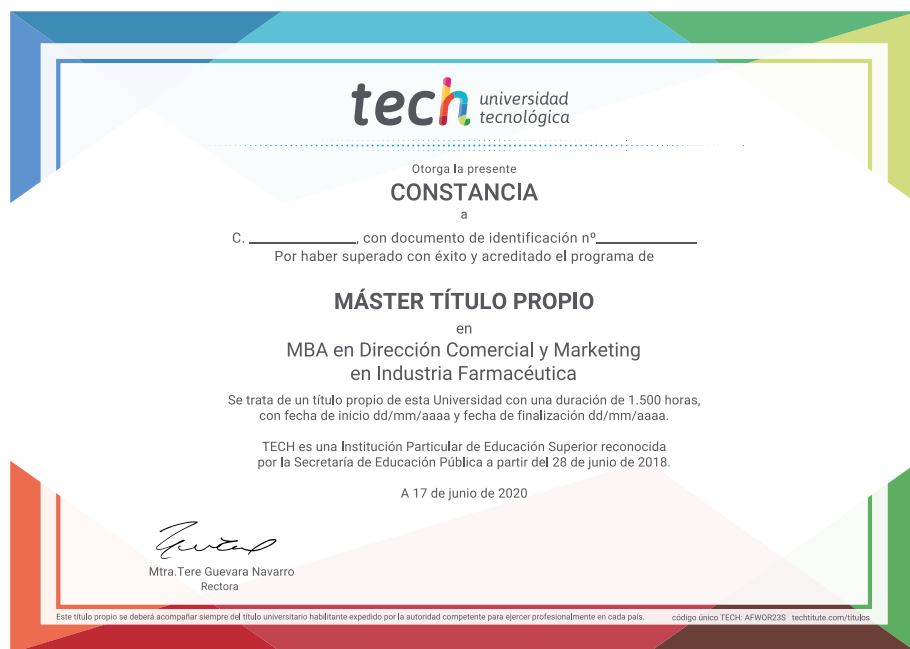 tech universidad
tecnológica
Otorga la presente
CONSTANCIA
a
C. ____________, con documento de identificación nº____________
Por haber superado con éxito y acreditado el programa de
MÁSTER TÍTULO PROPIO
en
MBA en Dirección Comercial y Marketing
en Industria Farmacéutica
Se trata de un título propio de esta Universidad con una duración de 1.500 horas,
con fecha de inicio dd/mm/aaaa y fecha de finalización dd/mm/aaaa.
TECH es una Institución Particular de Educación Superior reconocida
por la Secretaría de Educación Pública a partir del 28 de junio de 2018.
A 17 de junio de 2020
Mtra.Tere Guevara Navarro
Rectora
Este título propio se deberá acompañar siempre del título universitario habilitante expedido por la autoridad competente para ejercer profesionalmente en cada país. código único TECH: AFWOR23S techtitute.com/titulos